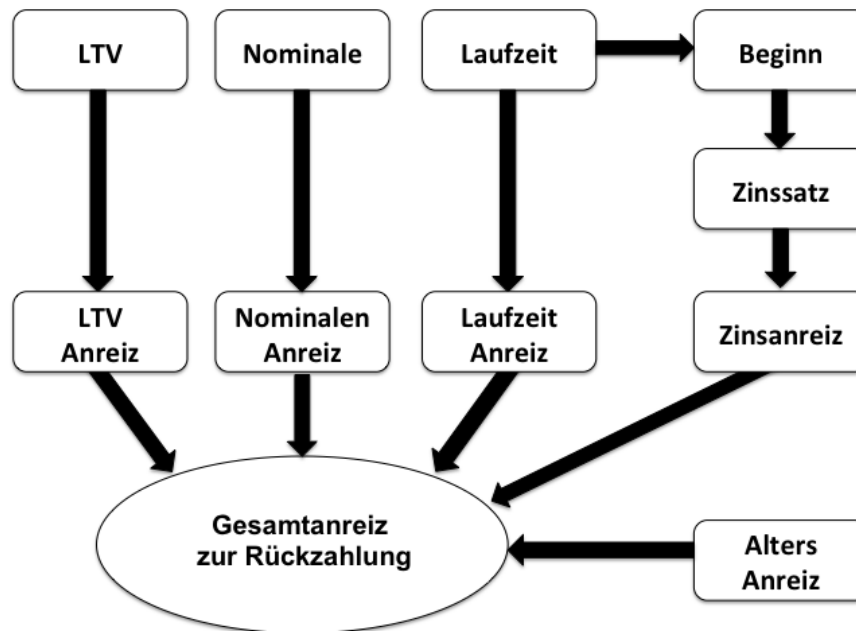 LTV
Nominale
Laufzeit
Beginn
Zinssatz
LTV
Anreiz
Nominalen
Anreiz
Laufzeit
Anreiz
Zinsanreiz
Gesamtanreiz
zur Rückzahlung
Alters
Anreiz